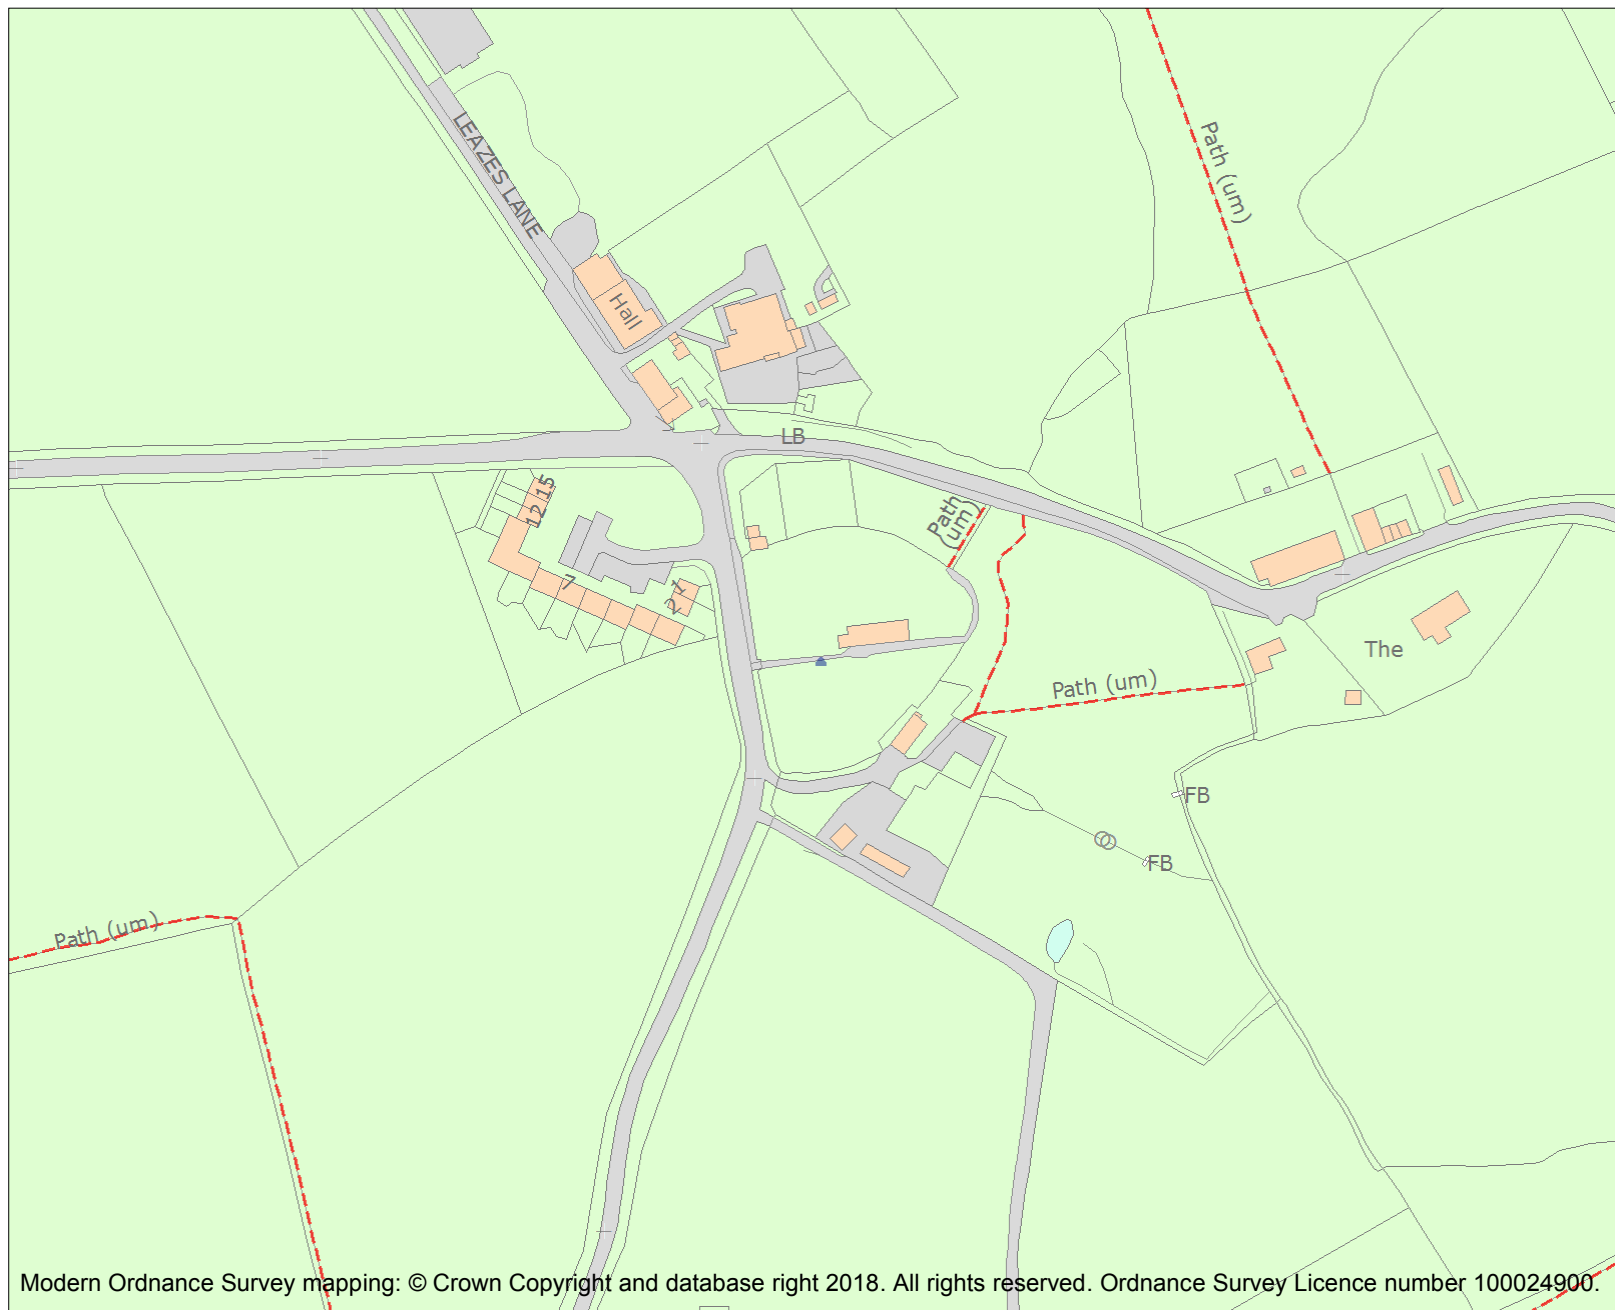 LEAZES LANE
Path (um)
Hall
LB
15
12
Path
(um)
7
1
2
The
Path (um)
FB
FB
Path (um)
Modern Ordnance Survey mapping: © Crown Copyright and database right 2018. All rights reserved. Ordnance Survey Licence number 100024900.